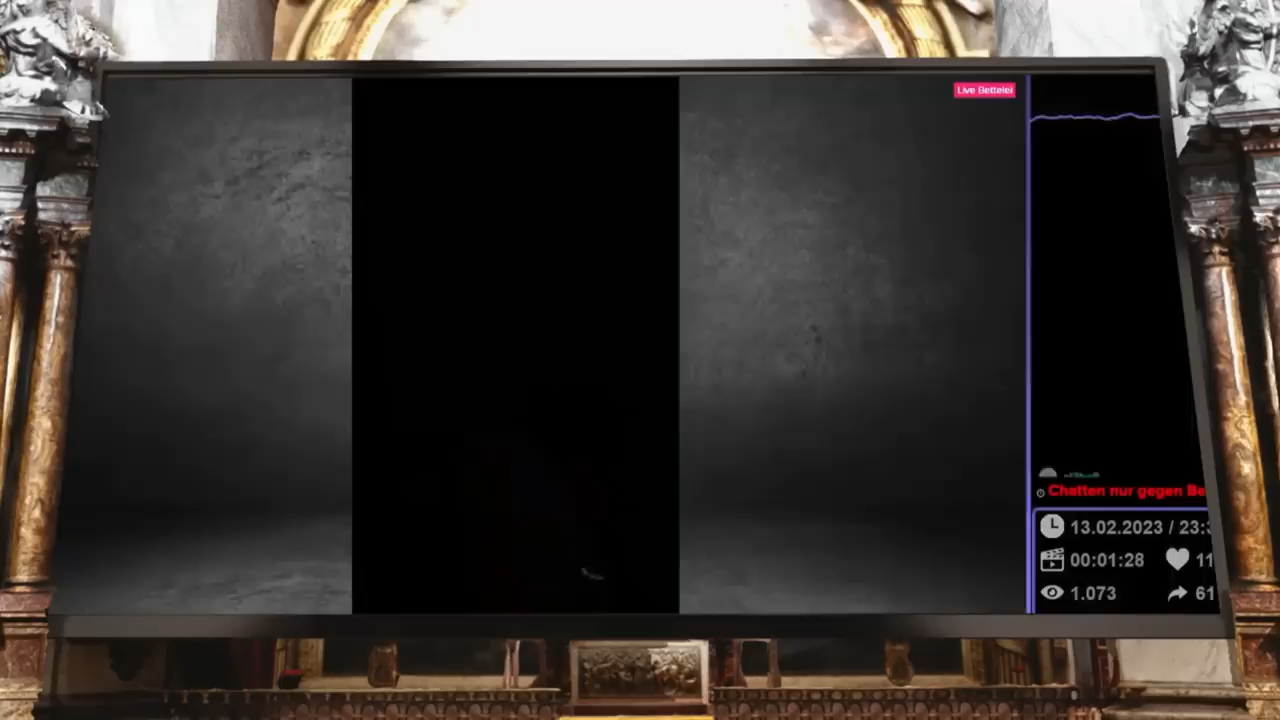 Live Bettelei
Chatten nur gegen Be
13.02.2023 / 23:3
00:01:28
11
1.073
61